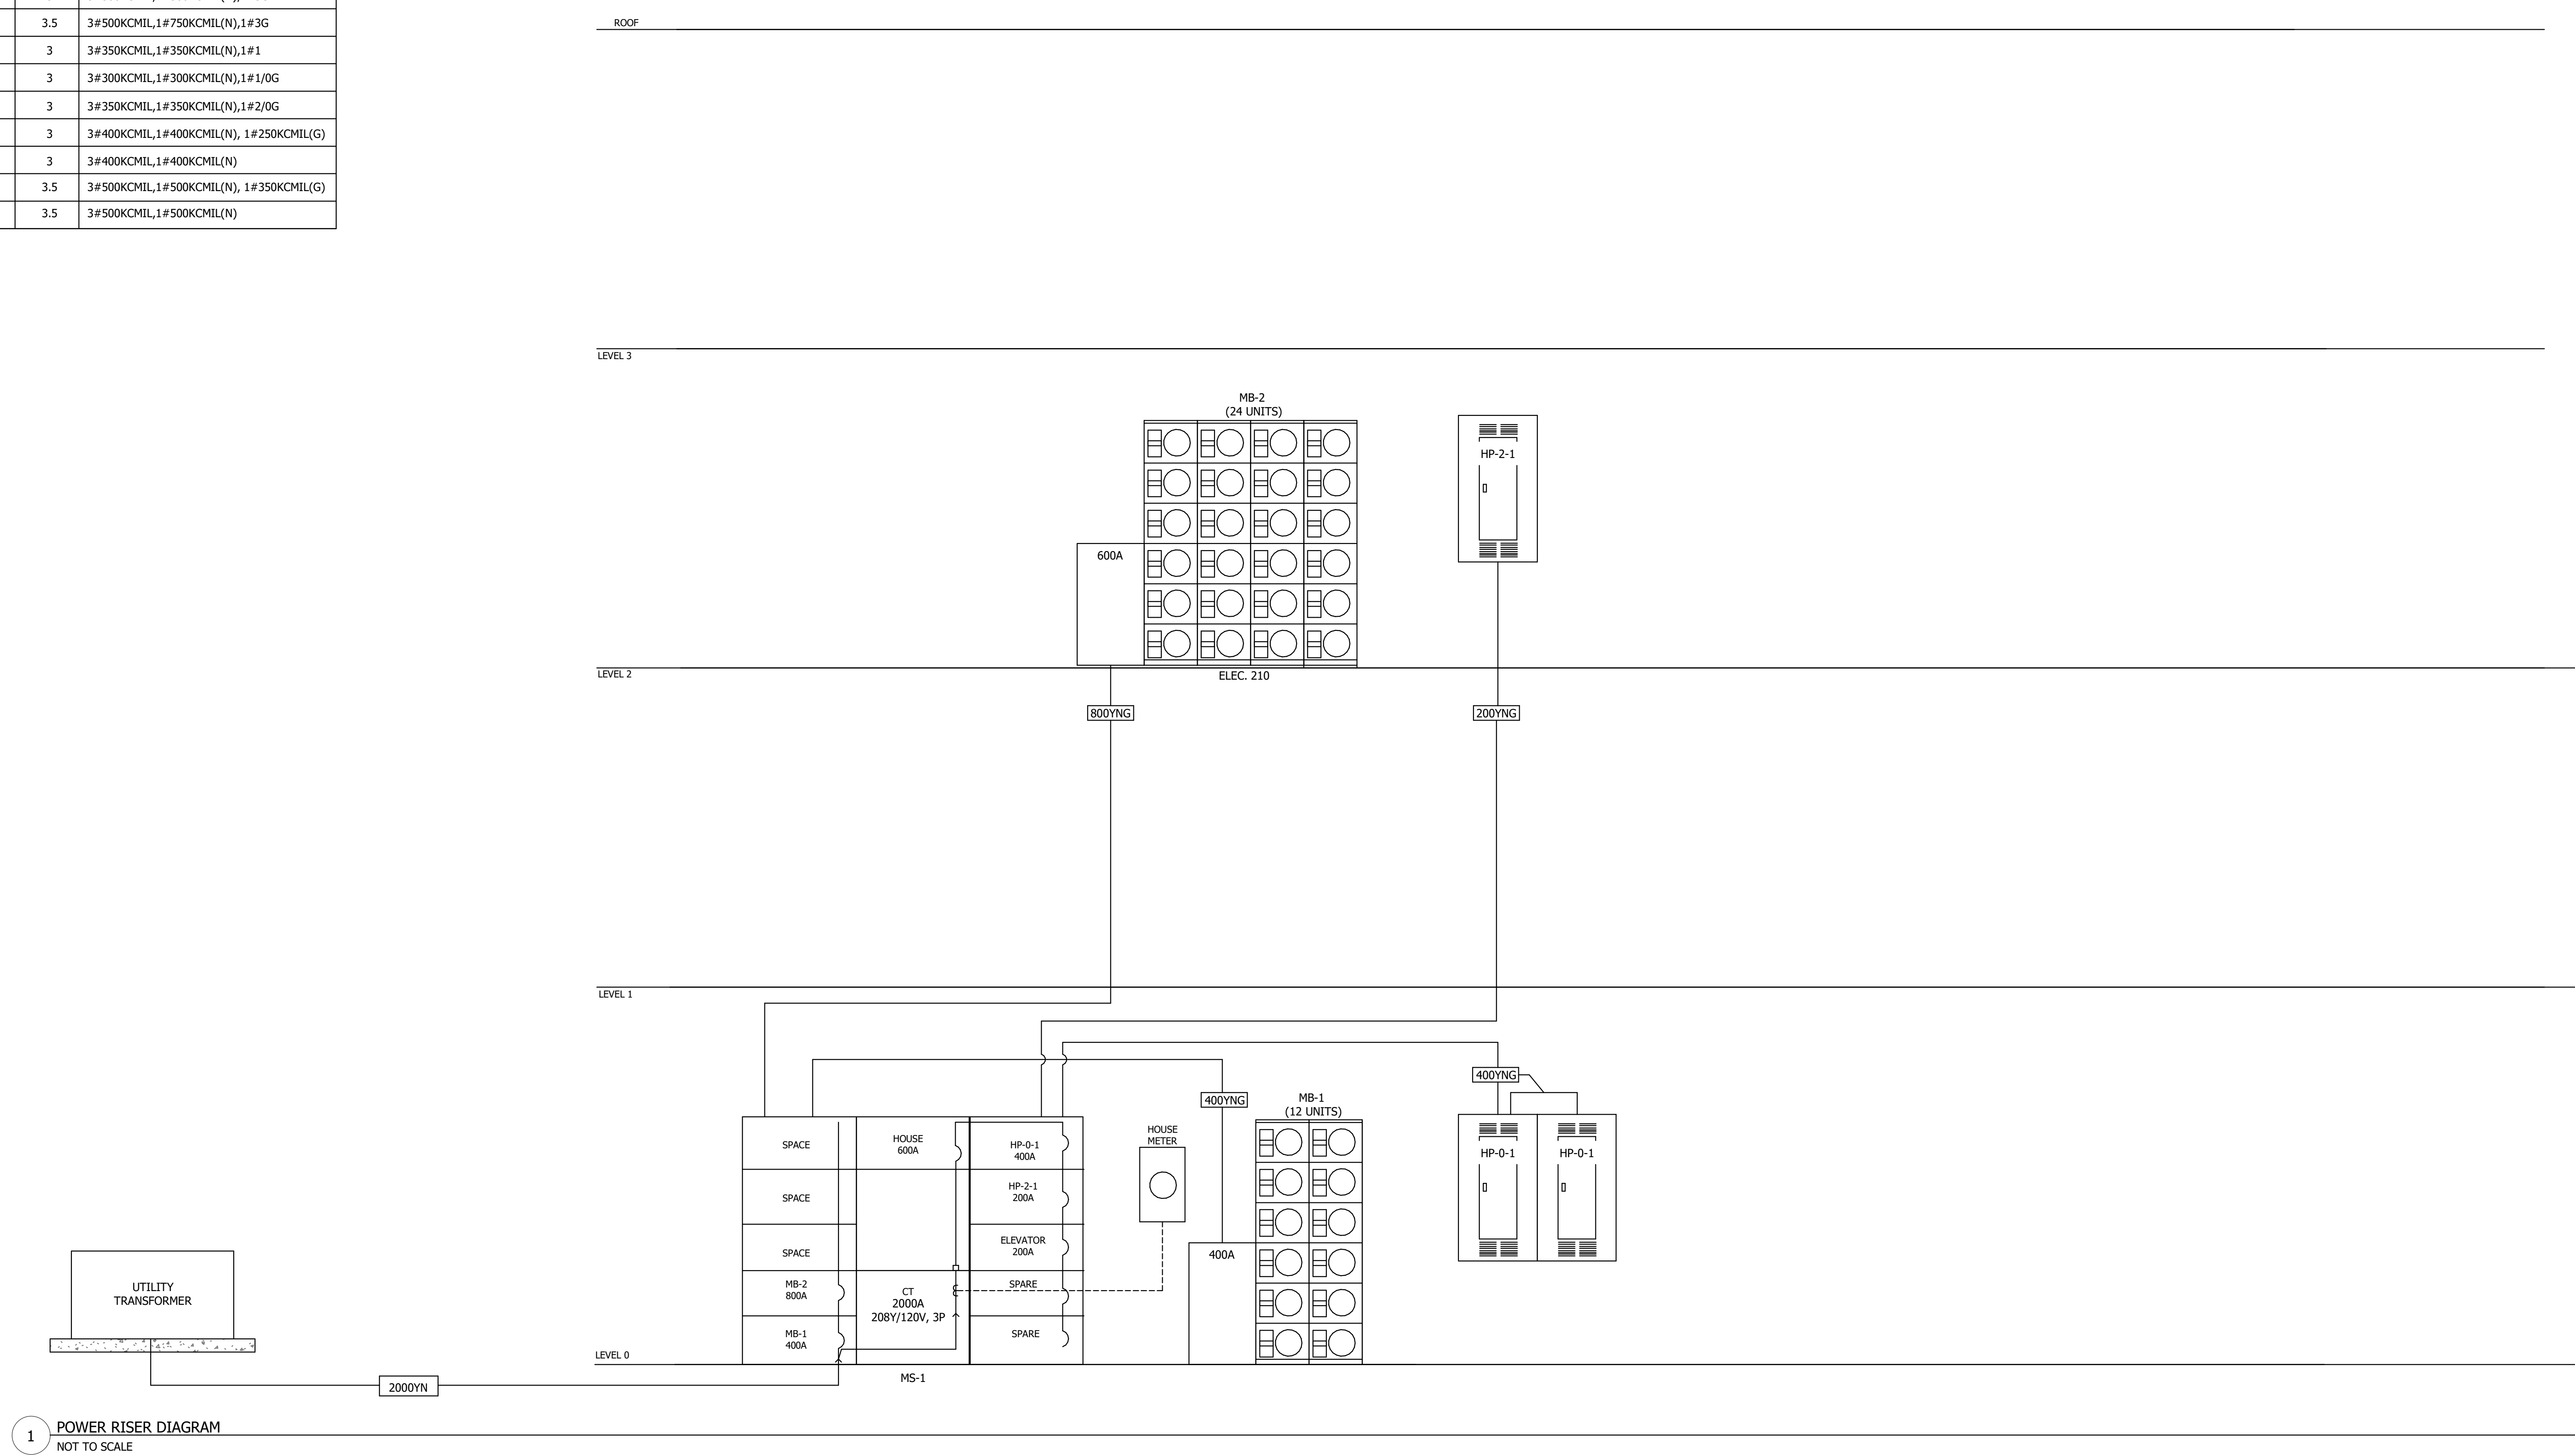 3.5 3#500KCMIL,1#750KCMIL(N),1#3G
3 3#350KCMIL,1#350KCMIL(N),1#1
3 3#300KCMIL,1#300KCMIL(N),1#1/0G
3 3#350KCMIL,1#350KCMIL(N),1#2/0G
3 3#400KCMIL,1#400KCMIL(N), 1#250KCMIL(G)
3 3#400KCMIL,1#400KCMIL(N)
3.5 3#500KCMIL,1#500KCMIL(N), 1#350KCMIL(G)
3.5 3#500KCMIL,1#500KCMIL(N)
ROOF
LEVEL 3
MB-2
(24 UNITS)
HP-2-1
600A
LEVEL 2
ELEC. 210
800YNG
200YNG
LEVEL 1
400YNG
400YNG
MB-1
(12 UNITS)
SPACE
SPACE
SPACE
MB-2
800A
MB-1
400A
HOUSE
600A
CT
2000A
208Y/120V, 3P
HP-0-1
400A
HP-2-1
200A
ELEVATOR
200A
SPARE
SPARE
HOUSE
METER
400A
HP-0-1
HP-0-1
UTILITY
TRANSFORMER
LEVEL 0
MS-1
2000YN
1
POWER RISER DIAGRAM
NOT TO SCALE